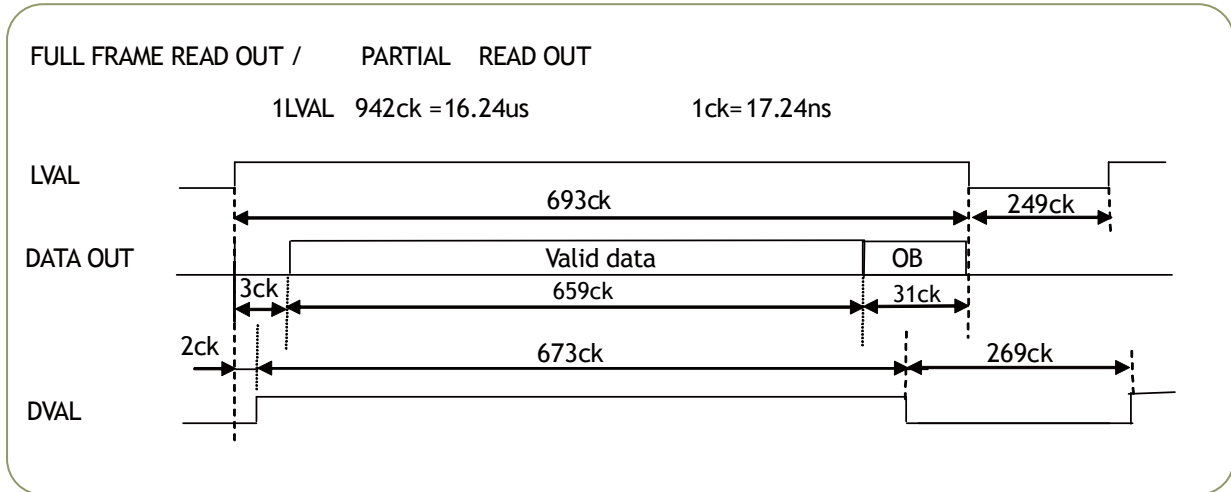 FULL FRAME READ OUT / PARTIAL READ OUT
1LVAL 942ck =16.24us 1ck=17.24ns
LVAL
693ck
249ck
DATA OUT
Valid data
OB
3ck
659ck
31ck
2ck
673ck
269ck
DVAL